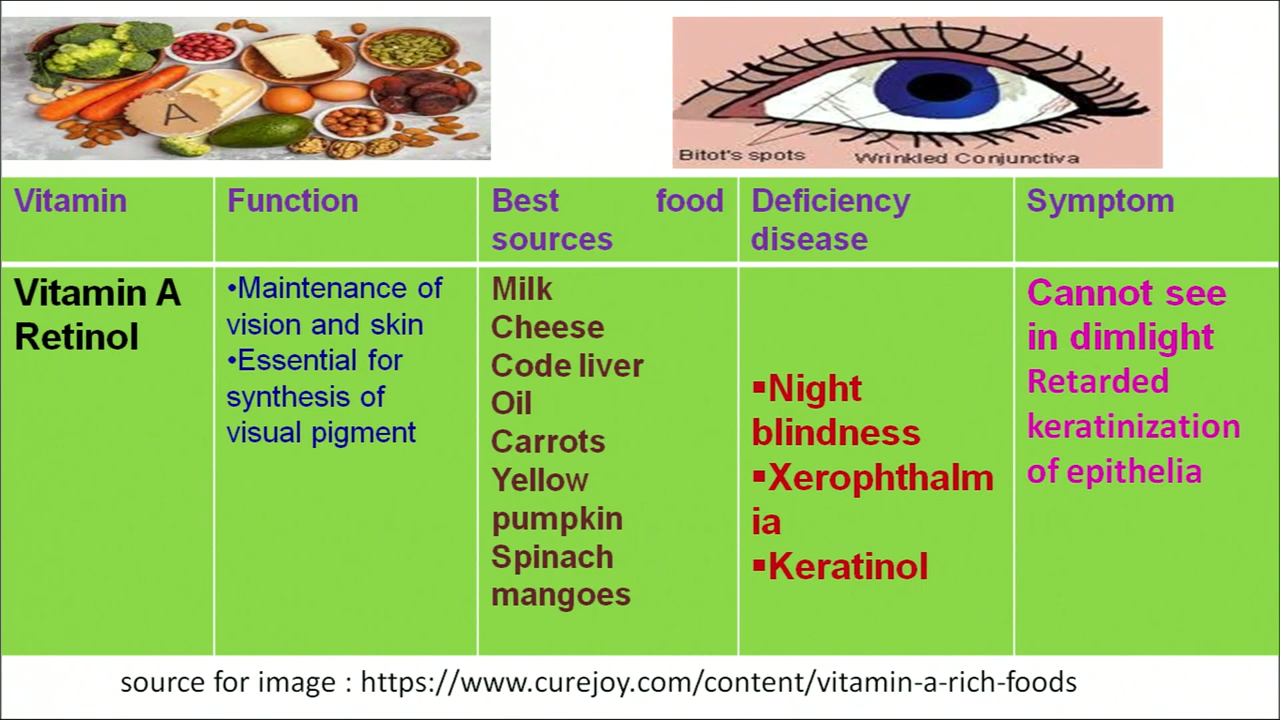 A
Bitot's spots
Wrinkled Conjunctiva
Vitamin
Function
Best food
sources
Deficiency
disease
Symptom
Vitamin A
Retinol
•Maintenance of
vision and skin
•Essential for
synthesis of
visual pigment
Milk
Cheese
Code liver
Oil
Carrots
Yellow
pumpkin
Spinach
mangoes
▪Night
blindness
▪Xerophthalm
ia
▪Keratinol
Cannot see
in dimlight
Retarded
keratinization
of epithelia
source for image : https://www.curejoy.com/content/vitamin-a-rich-foods